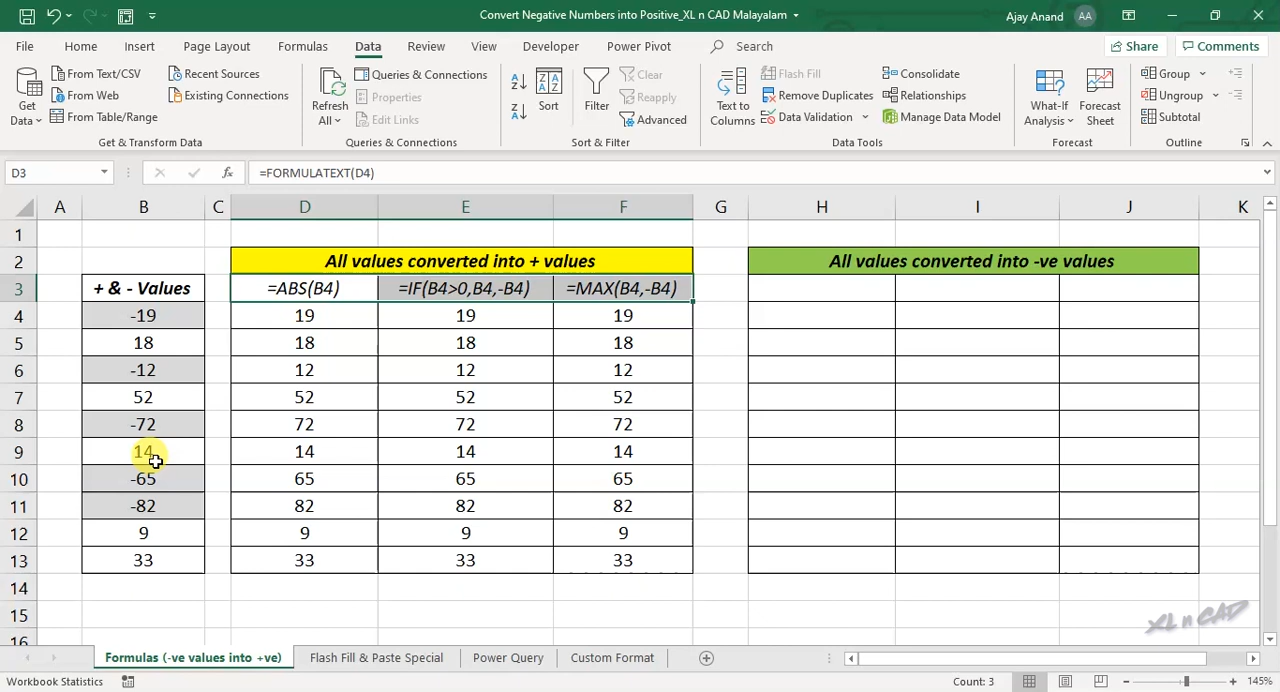 Convert Negative Numbers into Positive_XL n CAD Malayalam
Ajay Anand
AA
File Home Insert Page Layout Formulas Data Review View Developer Power Pivot Search Share Comments
Get Data
From Text/CSV
From Web
From Table/Range
Recent Sources
Existing Connections
Get & Transform Data
Refresh All
Queries & Connections
Properties
Edit Links
Queries & Connections
Sort
Filter
Clear
Reapply
Advanced
Sort & Filter
Text to Columns
Flash Fill
Remove Duplicates
Data Validation
Consolidate
Relationships
Manage Data Model
Data Tools
What-If Analysis
Forecast Sheet
Forecast
Group
Ungroup
Subtotal
Outline
D3 fx =FORMULATEXT(D4)
A B C D E F G H I J K
1
2 All values converted into + values All values converted into -ve values
3 + & - Values =ABS(B4) =IF(B4>0,B4,-B4) =MAX(B4,-B4)
4 -19 19 19 19
5 18 18 18 18
6 -12 12 12 12
7 52 52 52 52
8 -72 72 72 72
9 14 14 14 14
10 -65 65 65 65
11 -82 82 82 82
12 9 9 9 9
13 33 33 33 33
14
15
16
XL n CAD
Formulas (-ve values into +ve) Flash Fill & Paste Special Power Query Custom Format
Workbook Statistics Count: 3 145%